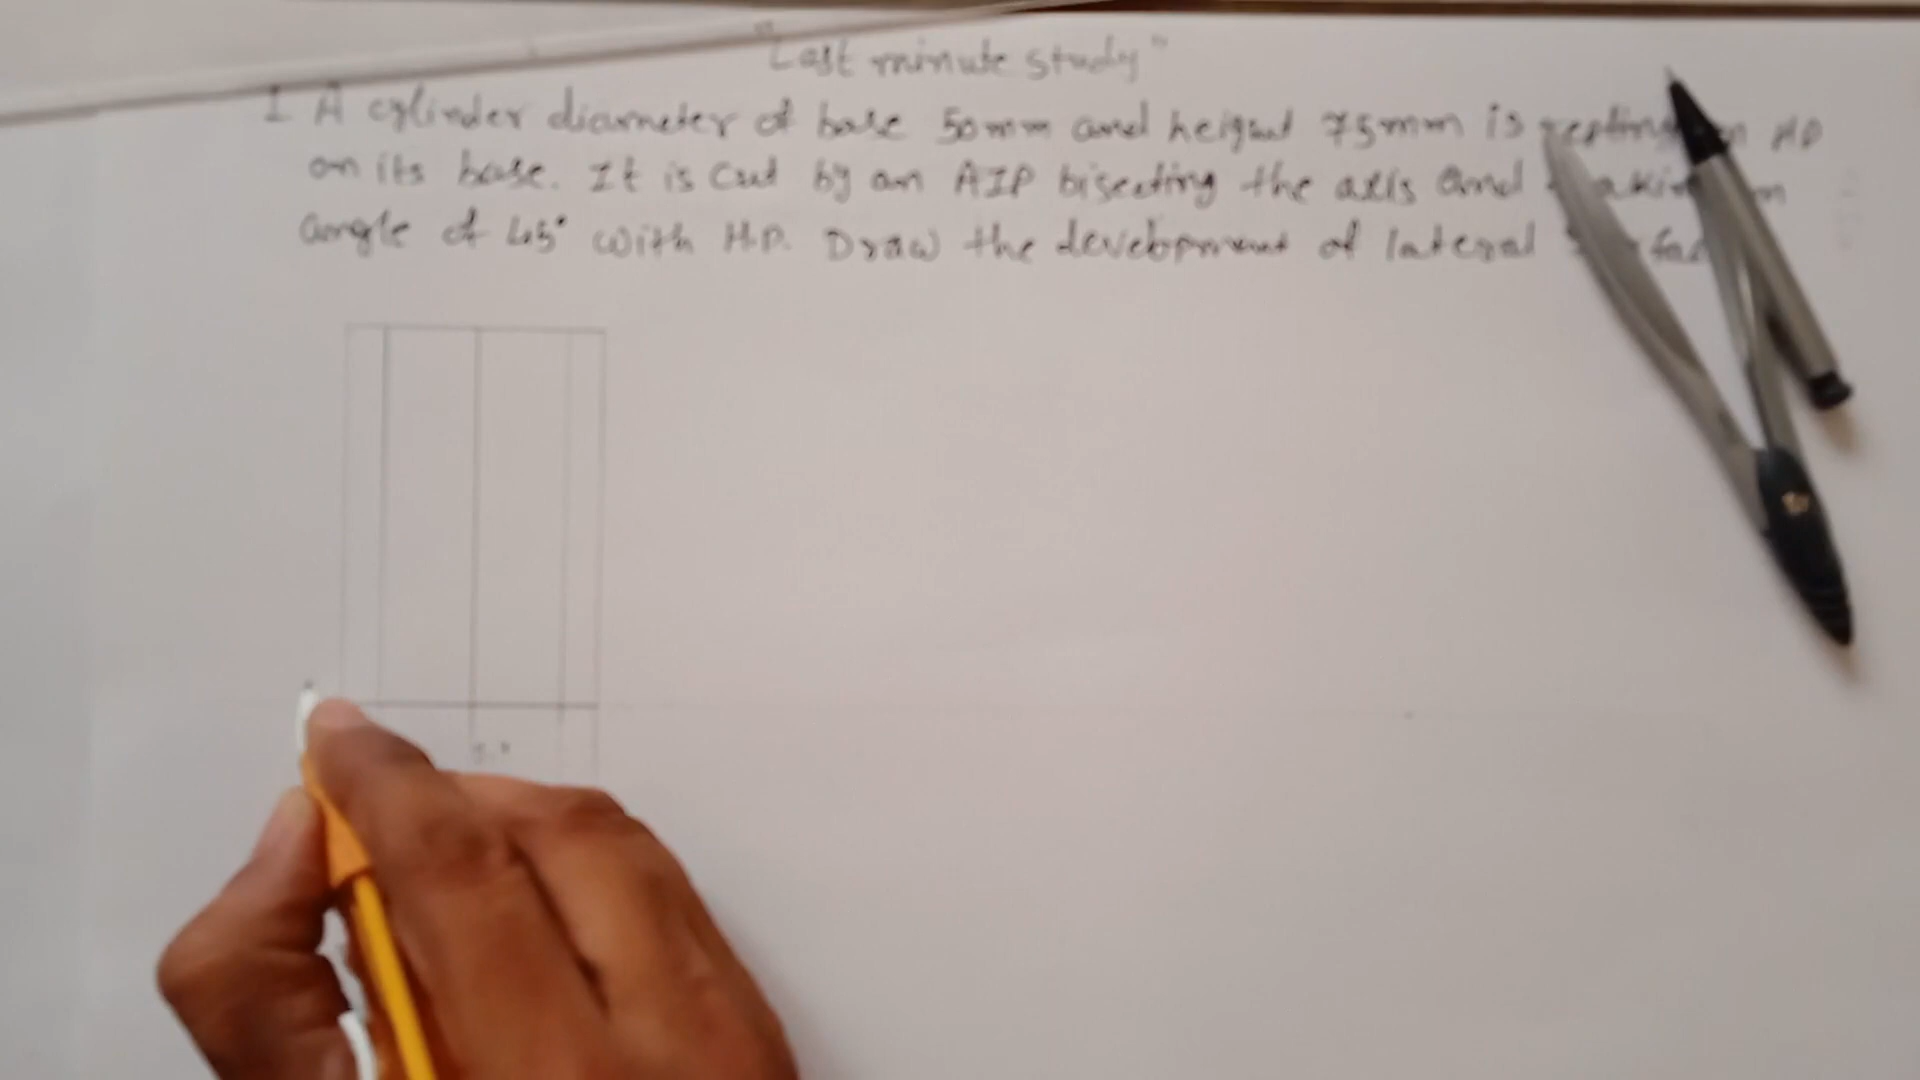 "Last minute study"
1 A cylinder diameter of base 50mm and height 75mm is resting on HP
on its base. It is cut by an AIP bisecting the axis and making an
angle of 45° with H.P. Draw the development of lateral